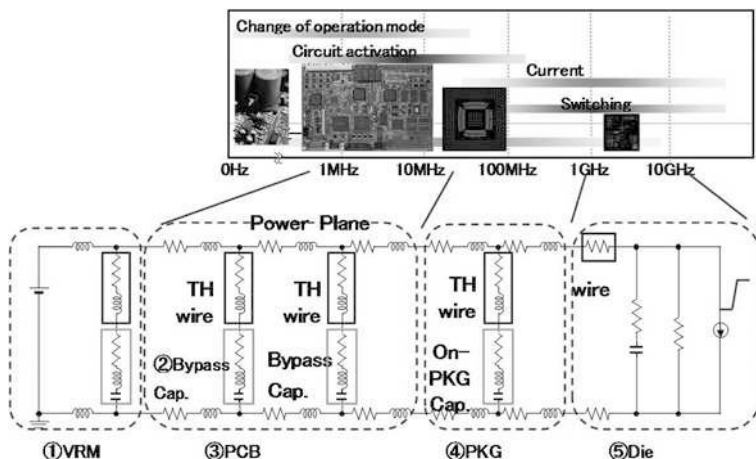 Change of operation mode
Circuit activation
Current
Switching
0Hz 1MHz 10MHz 100MHz 1GHz 10GHz
Power Plane
TH wire
TH wire
TH wire
wire
②Bypass Cap.
Bypass Cap.
On-PKG Cap.
①VRM ③PCB ④PKG ⑤Die